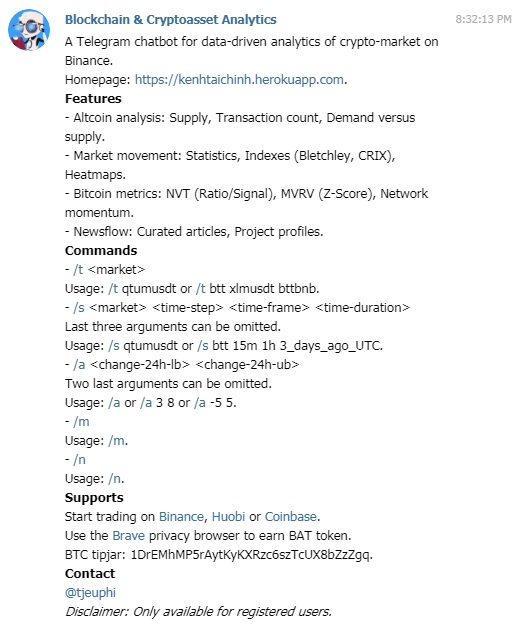 Blockchain & Cryptoasset Analytics 8:32:13 PM
A Telegram chatbot for data-driven analytics of crypto-market on
Binance.
Homepage: https://kenhtaichinh.herokuapp.com.
Features
- Altcoin analysis: Supply, Transaction count, Demand versus
supply.
- Market movement: Statistics, Indexes (Bletchley, CRIX),
Heatmaps.
- Bitcoin metrics: NVT (Ratio/Signal), MVRV (Z-Score), Network
momentum.
- Newsflow: Curated articles, Project profiles.
Commands
- /t <market>
Usage: /t qtumusdt or /t btt xlmusdt bttbnb.
- /s <market> <time-step> <time-frame> <time-duration>
Last three arguments can be omitted.
Usage: /s qtumusdt or /s btt 15m 1h 3_days_ago_UTC.
- /a <change-24h-lb> <change-24h-ub>
Two last arguments can be omitted.
Usage: /a or /a 3 8 or /a -5 5.
- /m
Usage: /m.
- /n
Usage: /n.
Supports
Start trading on Binance, Huobi or Coinbase.
Use the Brave privacy browser to earn BAT token.
BTC tipjar: 1DrEMhMP5rAytKyKXRzc6szTcUX8bZzZgq.
Contact
@tjeuphi
Disclaimer: Only available for registered users.